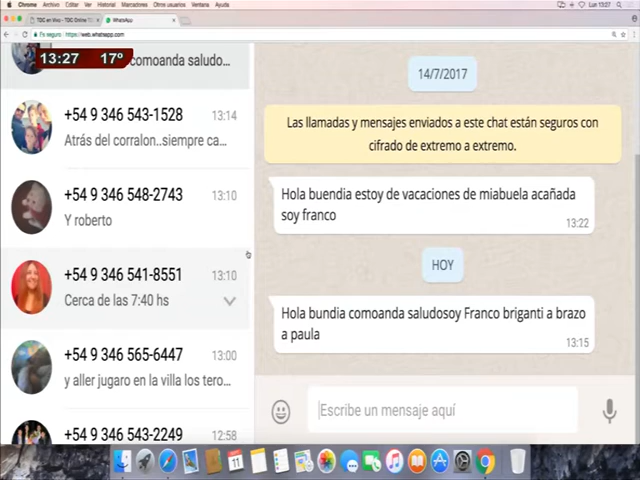 Chrome Archivo Editar Ver Historial Marcadores Otros usuarios Ventana Ayuda
Lun 13:27
TDC en Vivo - TDC Online TD
WhatsApp
Es seguro https://web.whatsapp.com
13:27 17º
comoanda saludo...
+54 9 346 543-1528 13:14
Atrás del corralon..siempre ca...
+54 9 346 548-2743 13:10
Y roberto
+54 9 346 541-8551 13:10
Cerca de las 7:40 hs
+54 9 346 565-6447 13:00
y aller jugaro en la villa los tero...
+54 9 346 543-2249 12:58
14/7/2017
Las llamadas y mensajes enviados a este chat están seguros con
cifrado de extremo a extremo.
Hola buendia estoy de vacaciones de miabuela acañada
soy franco
13:22
HOY
Hola bundia comoanda saludosoy Franco briganti a brazo
a paula
13:15
Escribe un mensaje aquí
11